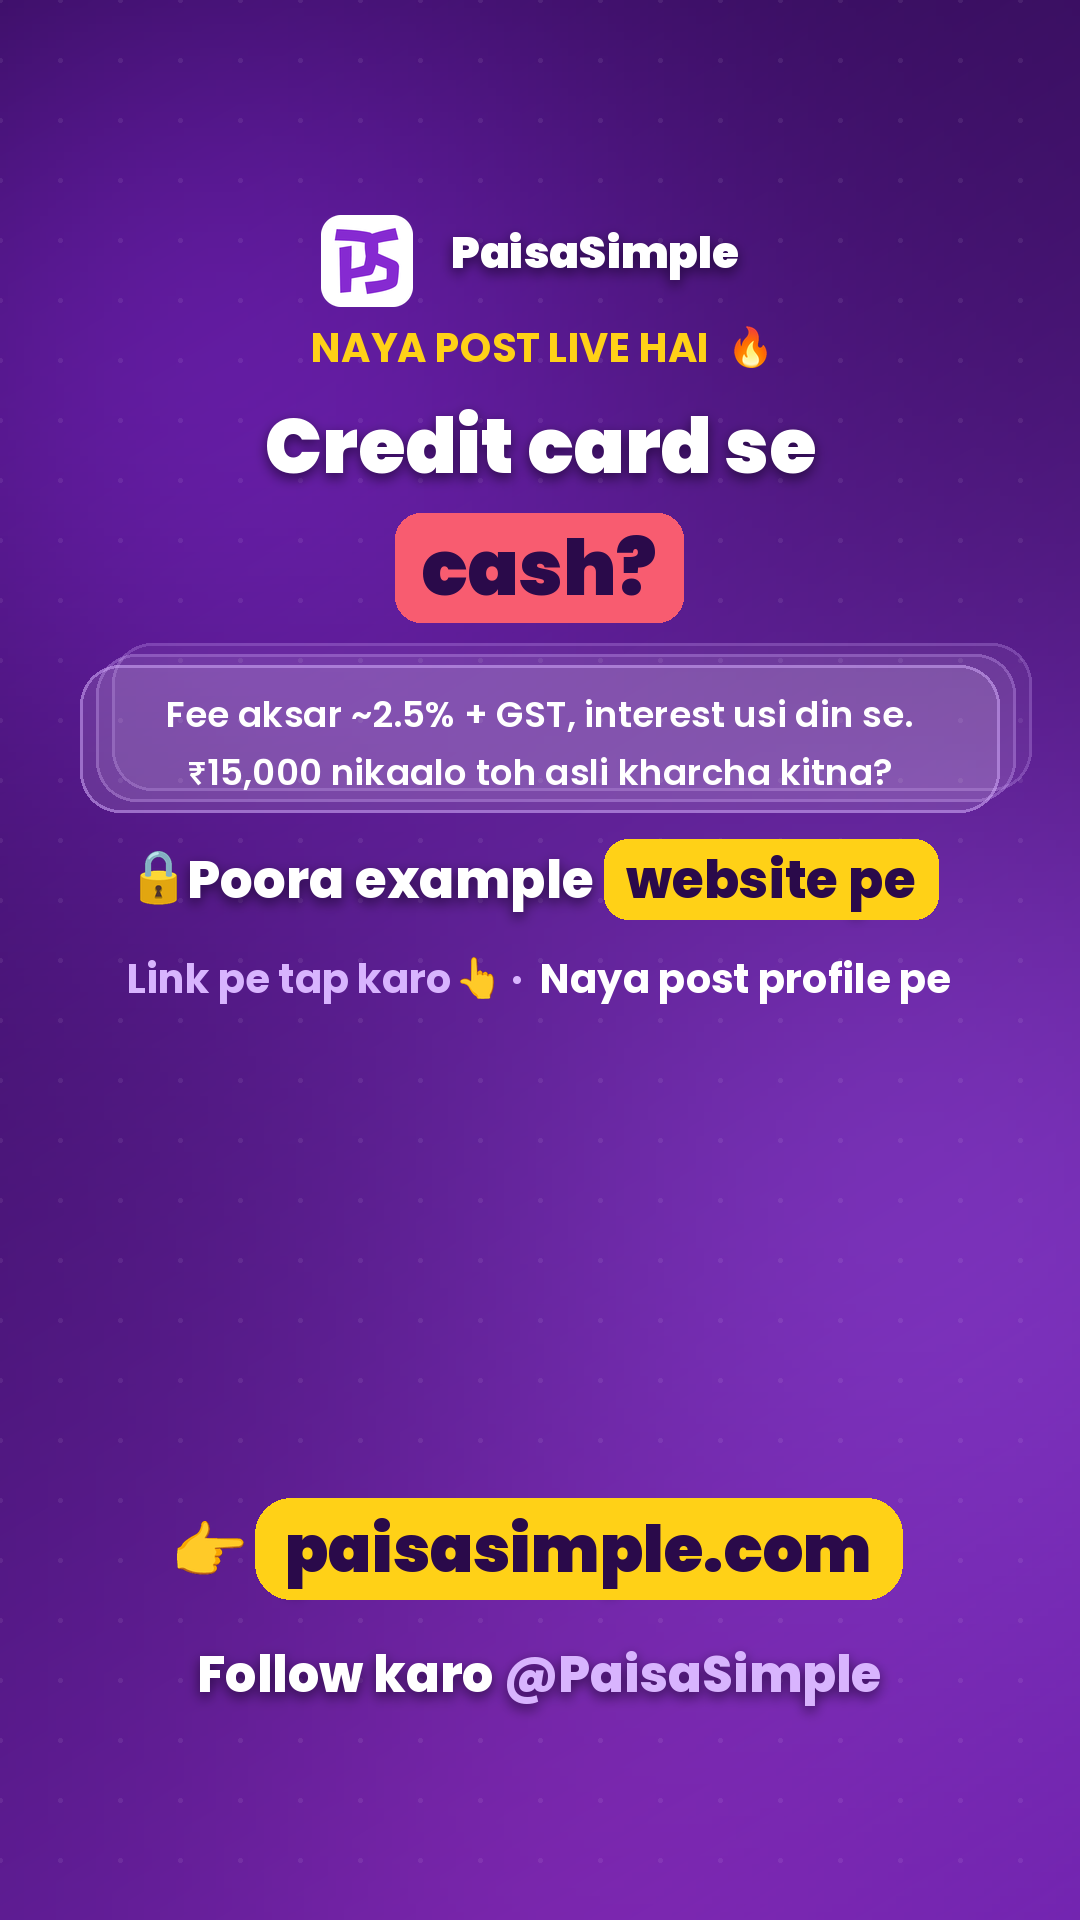 PS PaisaSimple
NAYA POST LIVE HAI 🔥
Credit card se
cash?
Fee aksar ~2.5% + GST, interest usi din se.
₹15,000 nikaalo toh asli kharcha kitna?
🔒Poora example website pe
Link pe tap karo👆 · Naya post profile pe
👉 paisasimple.com
Follow karo @PaisaSimple